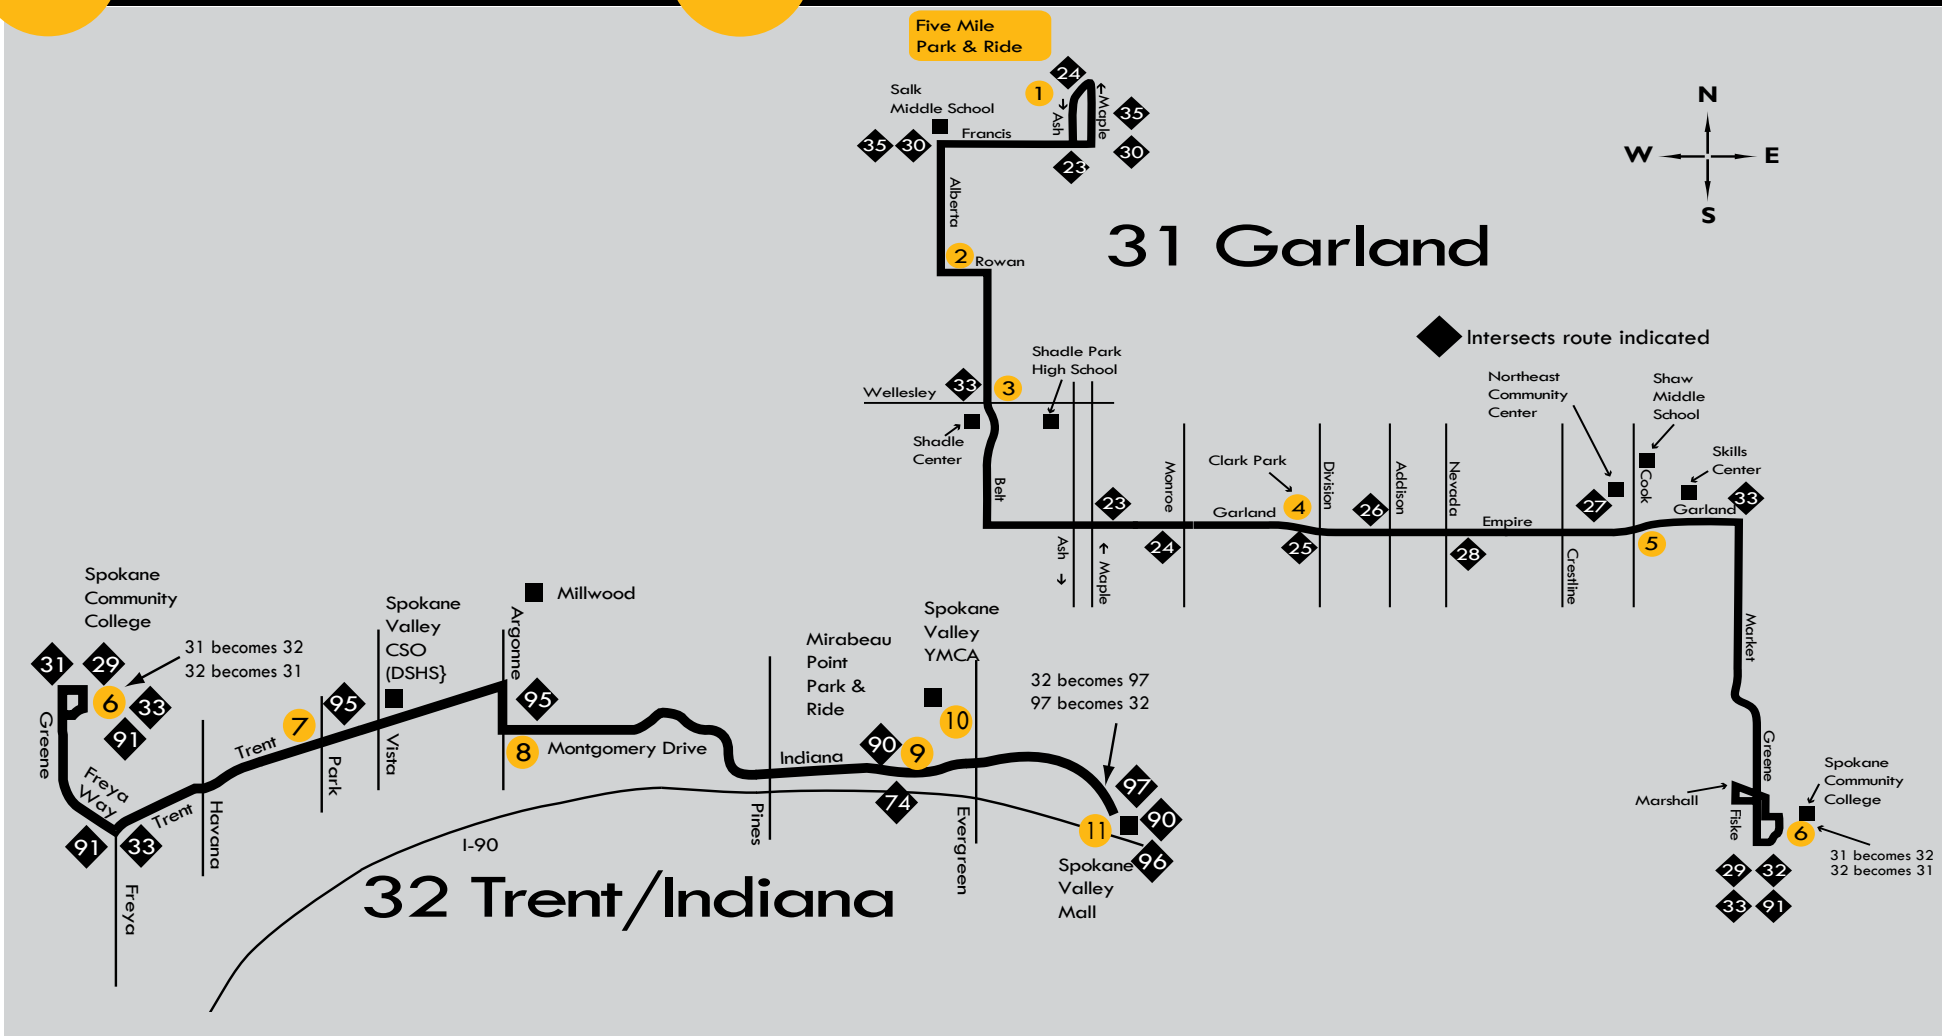 Five Mile
Park & Ride
24
1
Salk
Middle School
Ash
Maple
35
30
35
30
Francis
23
N
W
E
S
Alberta
2
Rowan
31 Garland
Intersects route indicated
Wellesley
33
3
Shadle Park
High School
Shadle
Center
Belt
Northeast
Community
Center
Shaw
Middle
School
Skills
Center
Clark Park
23
Monroe
Garland
4
Division
26
Addison
Nevada
Empire
27
Cook
Garland
33
Ash
Maple
24
25
28
Crestline
5
Market
Greene
Marshall
Fiske
Spokane
Community
College
6
31 becomes 32
32 becomes 31
29
32
33
91
Spokane
Community
College
31
29
6
33
91
31 becomes 32
32 becomes 31
Greene
Freya
Way
91
33
Freya
Trent
Havana
Trent
7
Park
95
Spokane
Valley
CSO
(DSHS}
Vista
Argonne
Millwood
95
8
Montgomery Drive
Mirabeau
Point
Park &
Ride
Spokane
Valley
YMCA
10
Pines
Indiana
90
9
74
Evergreen
32 becomes 97
97 becomes 32
97
90
96
11
Spokane
Valley
Mall
I-90
32 Trent/Indiana